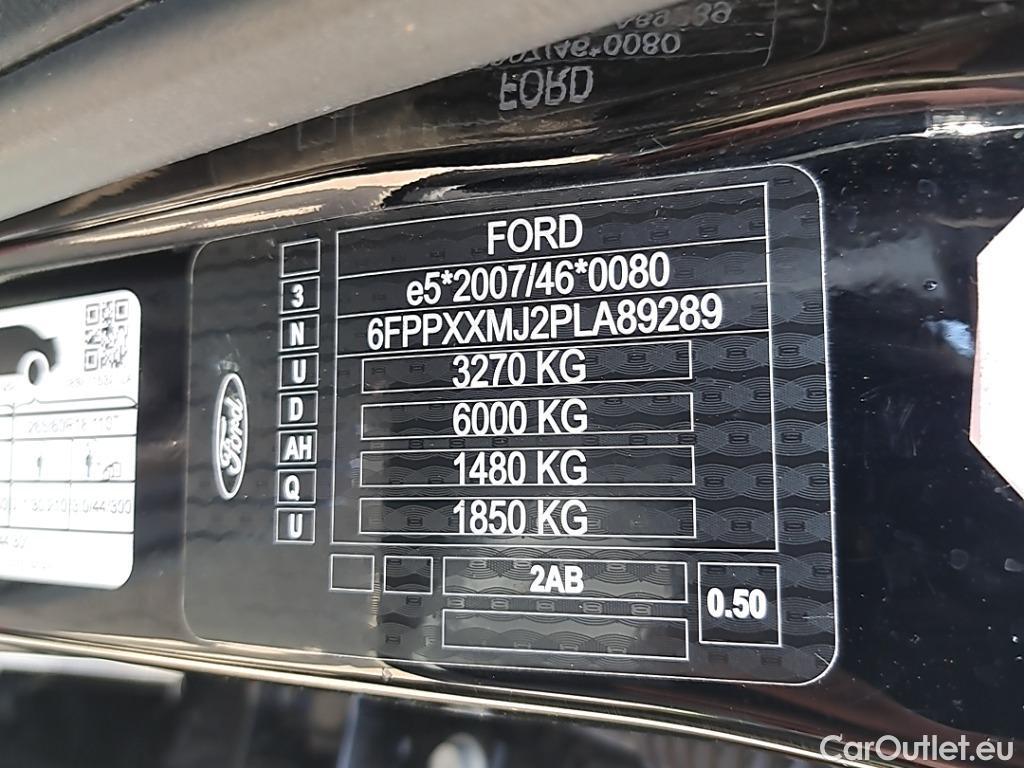 FORD
e5*2007/46*0080
6FPPXXMJ2PLA89289
3270 KG
6000 KG
1480 KG
1850 KG
3
N
U
D
AH
Q
U
Ford
2AB
0.50
CarOutlet.eu